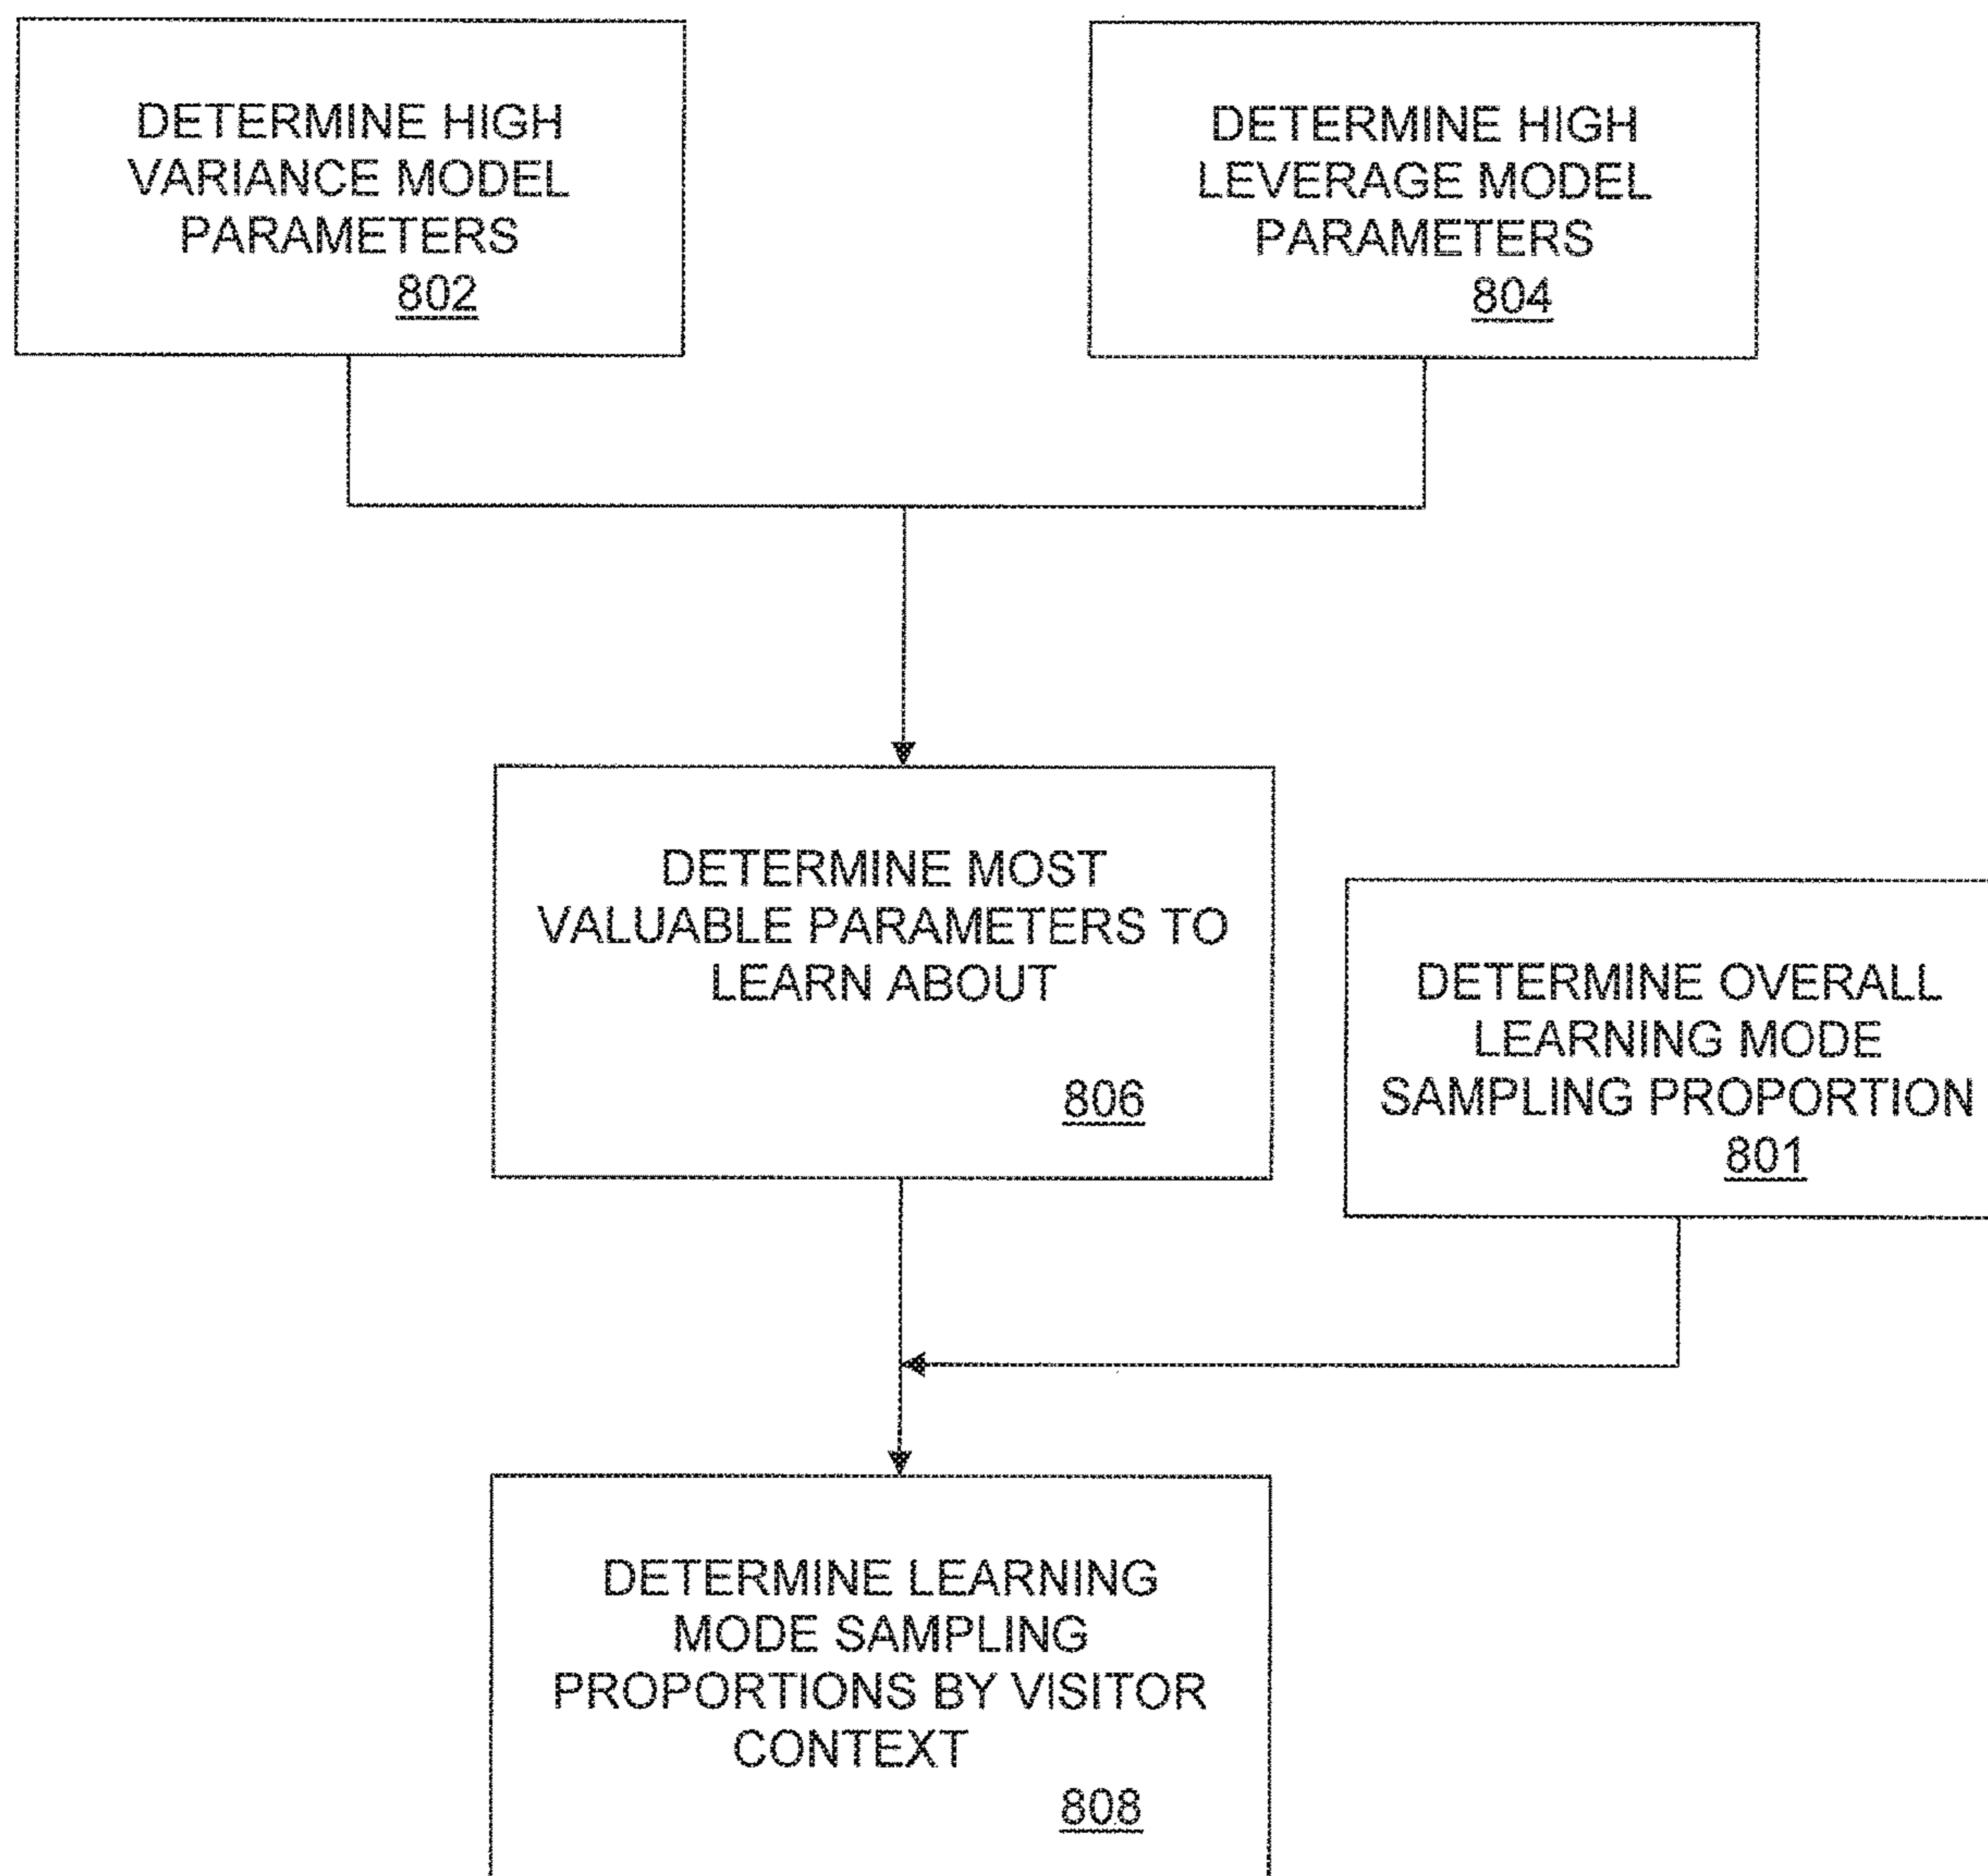 DETERMINE HIGH
VARIANCE MODEL
PARAMETERS
802
DETERMINE HIGH
LEVERAGE MODEL
PARAMETERS
804
DETERMINE MOST
VALUABLE PARAMETERS TO
LEARN ABOUT
806
DETERMINE OVERALL
LEARNING MODE
SAMPLING PROPORTION
801
DETERMINE LEARNING
MODE SAMPLING
PROPORTIONS BY VISITOR
CONTEXT
808